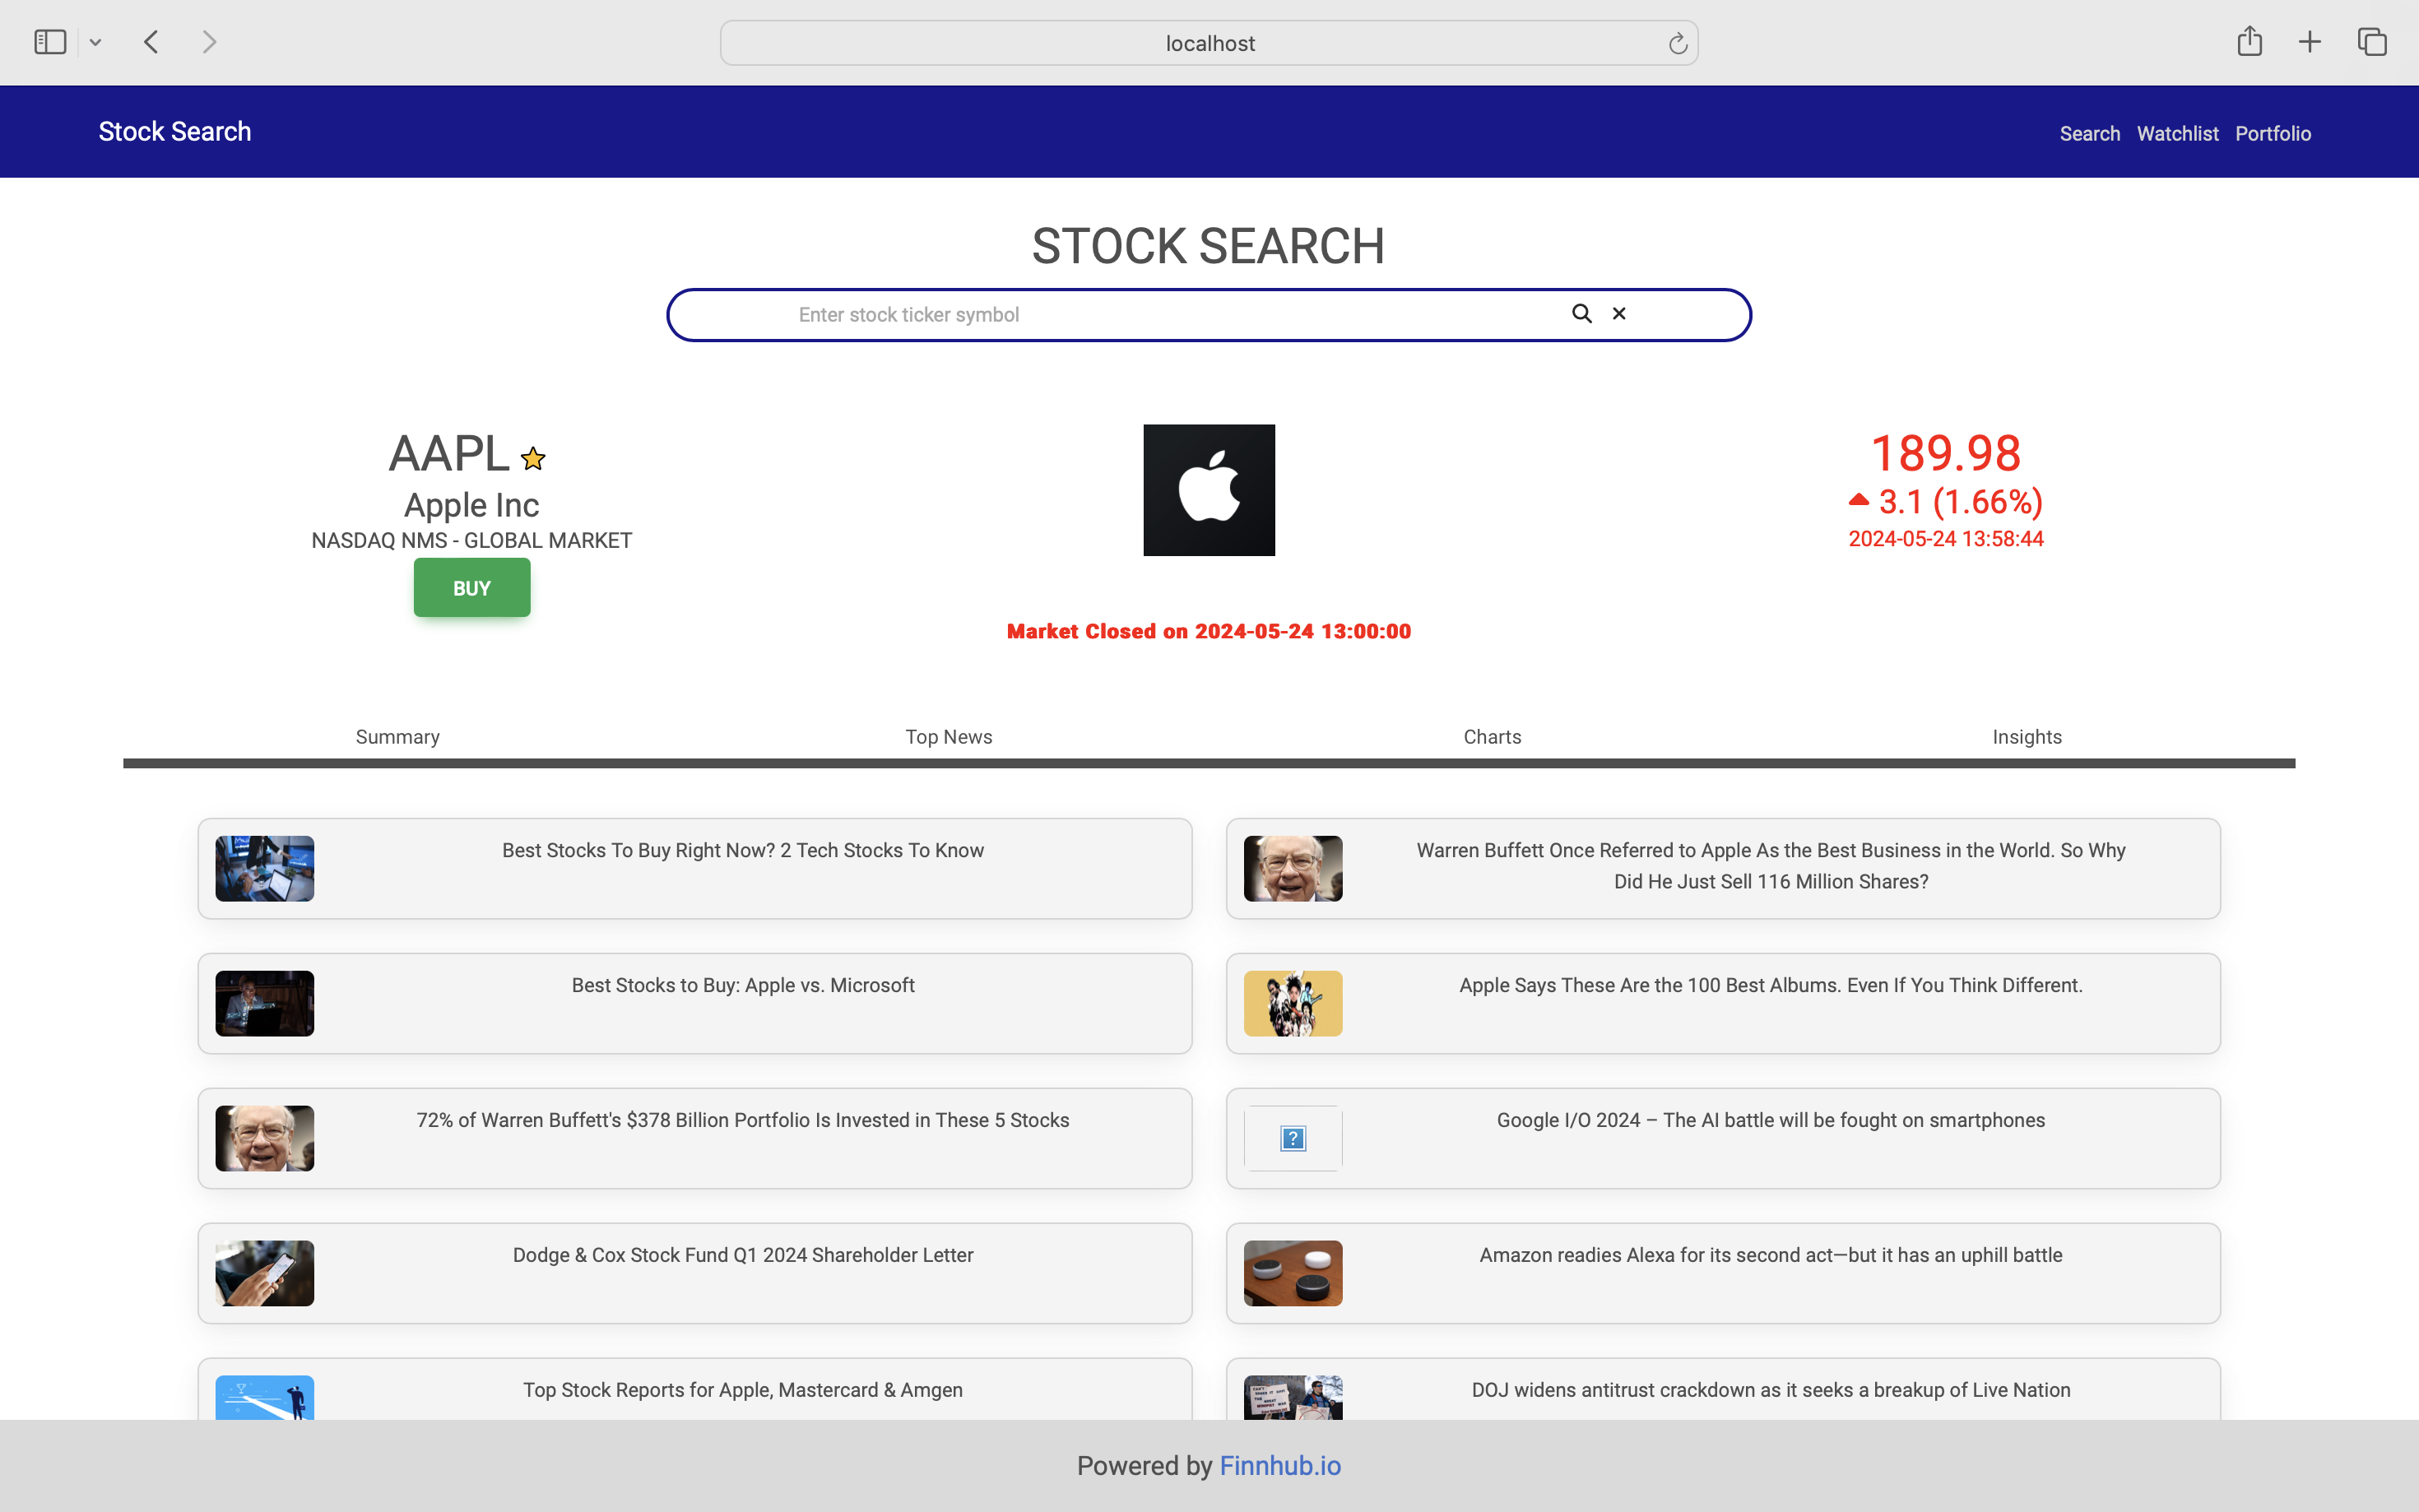 localhost
Stock Search
Search Watchlist Portfolio
STOCK SEARCH
Enter stock ticker symbol
AAPL
Apple Inc
NASDAQ NMS - GLOBAL MARKET
BUY
189.98
3.1 (1.66%)
2024-05-24 13:58:44
Market Closed on 2024-05-24 13:00:00
Summary
Top News
Charts
Insights
Best Stocks To Buy Right Now? 2 Tech Stocks To Know
Warren Buffett Once Referred to Apple As the Best Business in the World. So Why
Did He Just Sell 116 Million Shares?
Best Stocks to Buy: Apple vs. Microsoft
Apple Says These Are the 100 Best Albums. Even If You Think Different.
72% of Warren Buffett's $378 Billion Portfolio Is Invested in These 5 Stocks
Google I/O 2024 – The AI battle will be fought on smartphones
Dodge & Cox Stock Fund Q1 2024 Shareholder Letter
Amazon readies Alexa for its second act—but it has an uphill battle
Top Stock Reports for Apple, Mastercard & Amgen
DOJ widens antitrust crackdown as it seeks a breakup of Live Nation
Powered by Finnhub.io